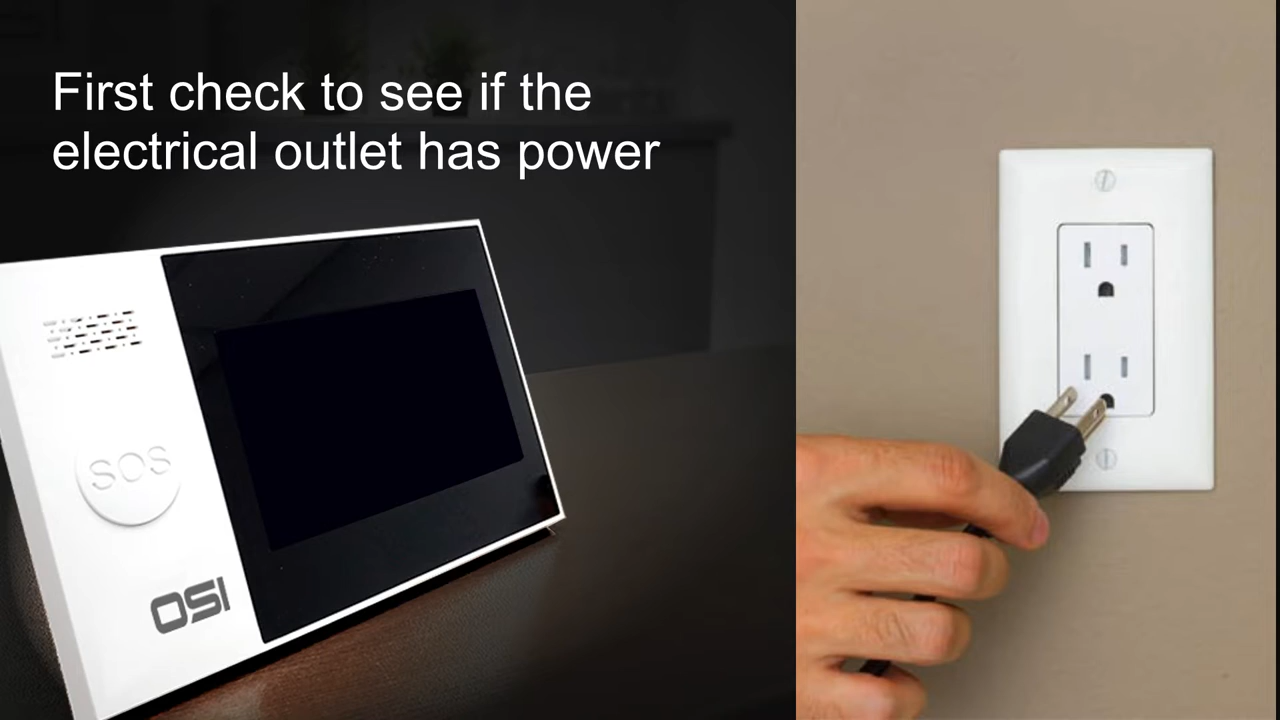 First check to see if the
electrical outlet has power
SOS
OSI